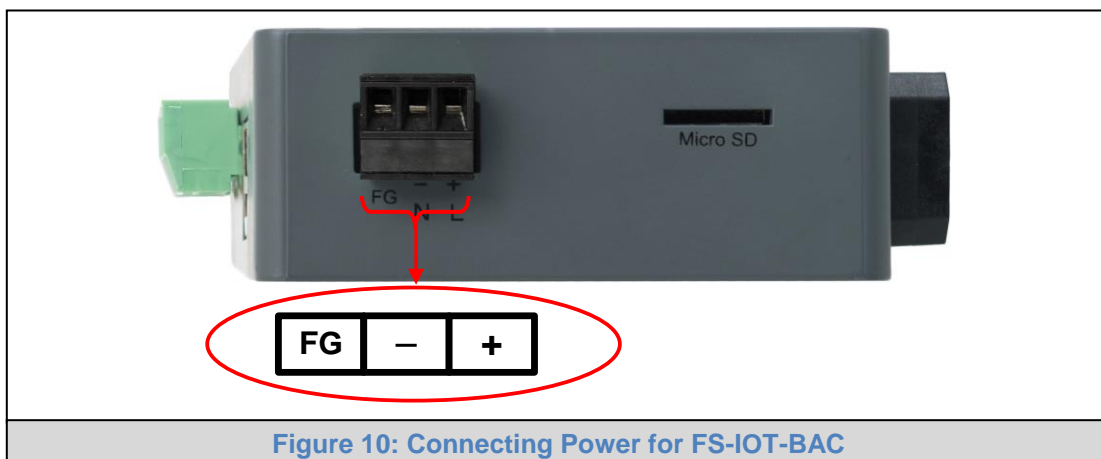 Micro SD
FG – +
N L
FG – +
Figure 10: Connecting Power for FS-IOT-BAC